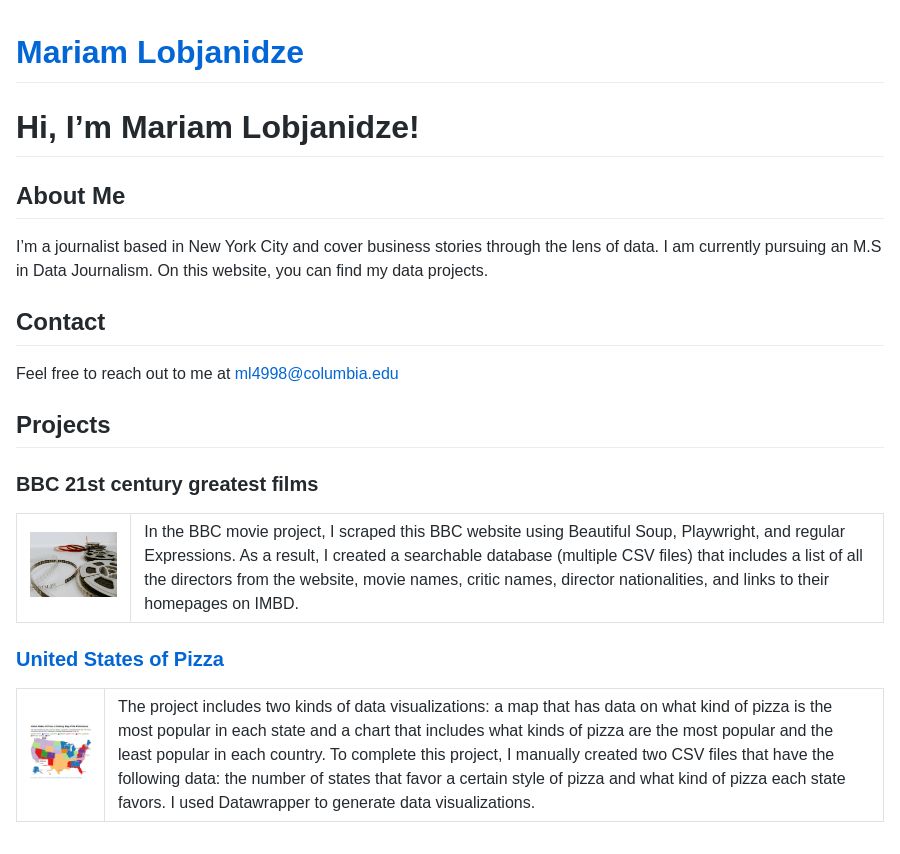 Mariam Lobjanidze
Hi, I’m Mariam Lobjanidze!
About Me
I’m a journalist based in New York City and cover business stories through the lens of data. I am currently pursuing an M.S
in Data Journalism. On this website, you can find my data projects.
Contact
Feel free to reach out to me at ml4998@columbia.edu
Projects
BBC 21st century greatest films
In the BBC movie project, I scraped this BBC website using Beautiful Soup, Playwright, and regular
Expressions. As a result, I created a searchable database (multiple CSV files) that includes a list of all
the directors from the website, movie names, critic names, director nationalities, and links to their
homepages on IMBD.
United States of Pizza
The project includes two kinds of data visualizations: a map that has data on what kind of pizza is the
most popular in each state and a chart that includes what kinds of pizza are the most popular and the
least popular in each country. To complete this project, I manually created two CSV files that have the
following data: the number of states that favor a certain style of pizza and what kind of pizza each state
favors. I used Datawrapper to generate data visualizations.